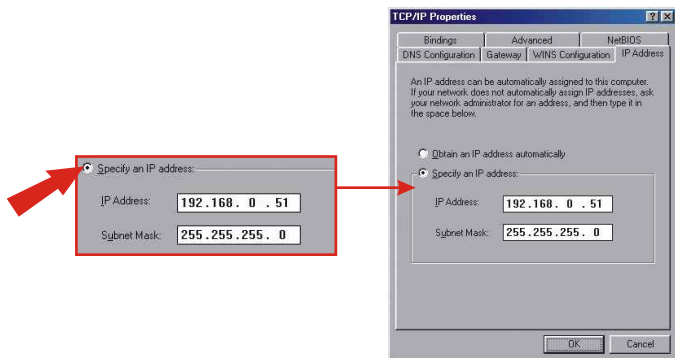 TCP/IP Properties
Bindings Advanced NetBIOS
DNS Configuration Gateway WINS Configuration IP Address
An IP address can be automatically assigned to this computer.
If your network does not automatically assign IP addresses, ask
your network administrator for an address, and then type it in
the space below.
Obtain an IP address automatically
Specify an IP address:
IP Address: 192.168. 0 .51
Subnet Mask: 255.255.255. 0
OK Cancel
Specify an IP address:
IP Address: 192.168. 0 .51
Subnet Mask: 255.255.255. 0